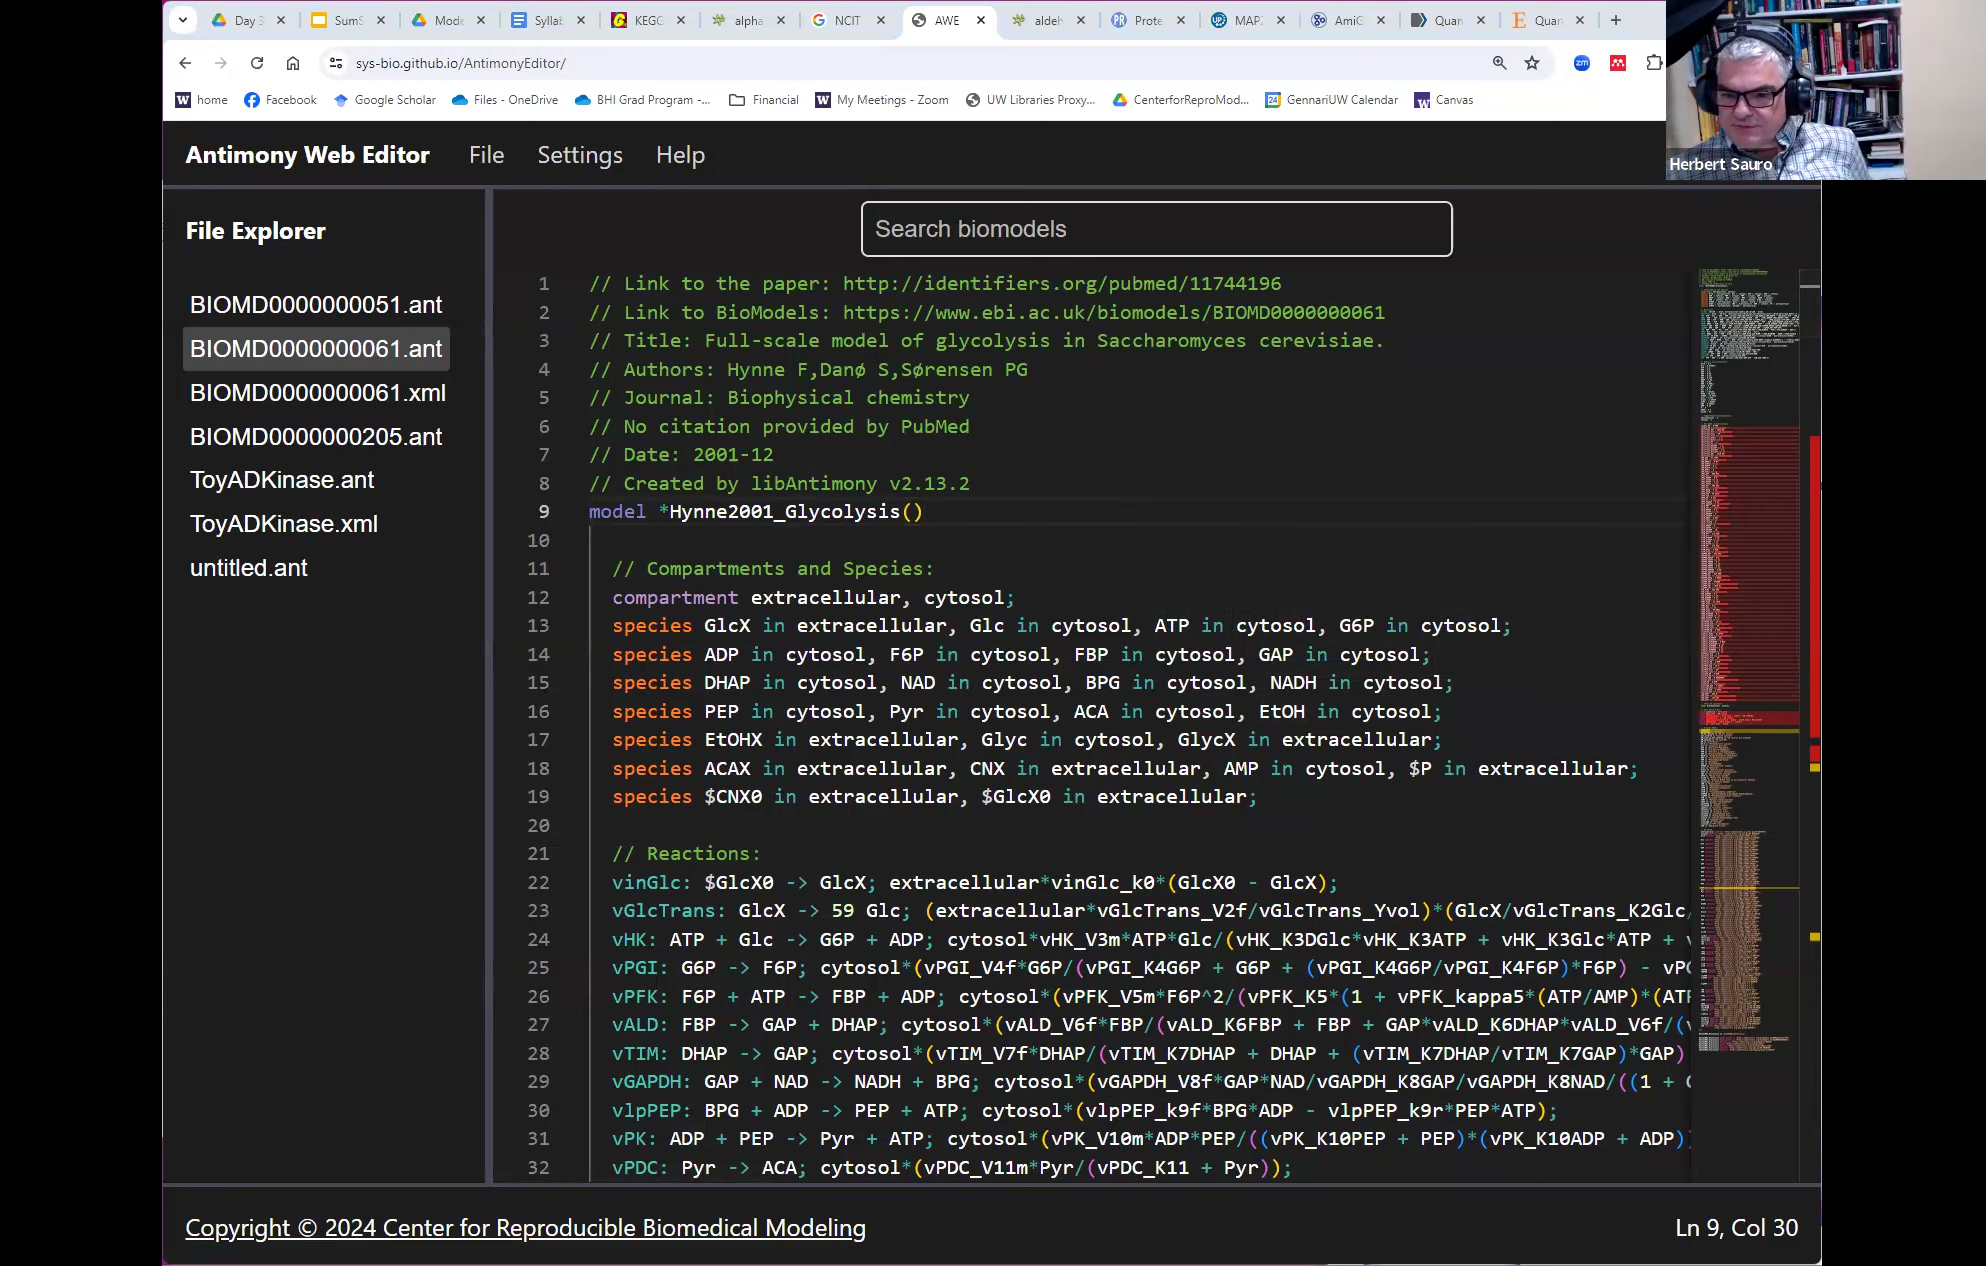 Day
SumS
Mode
Syllab
KEGG
alpha
NCIT
AWE
aldeh
Prote
MAP2
AmiG
Quan
Quan
sys-bio.github.io/AntimonyEditor/
home
Facebook
Google Scholar
Files - OneDrive
BHI Grad Program -...
Financial
My Meetings - Zoom
UW Libraries Proxy...
CenterforReproMod...
GennariUW Calendar
Canvas
Herbert Sauro
Antimony Web Editor File Settings Help
File Explorer
BIOMD0000000051.ant
BIOMD0000000061.ant
BIOMD0000000061.xml
BIOMD0000000205.ant
ToyADKinase.ant
ToyADKinase.xml
untitled.ant
Search biomodels
1 // Link to the paper: http://identifiers.org/pubmed/11744196
2 // Link to BioModels: https://www.ebi.ac.uk/biomodels/BIOMD0000000061
3 // Title: Full-scale model of glycolysis in Saccharomyces cerevisiae.
4 // Authors: Hynne F,Danø S,Sørensen PG
5 // Journal: Biophysical chemistry
6 // No citation provided by PubMed
7 // Date: 2001-12
8 // Created by libAntimony v2.13.2
9 model *Hynne2001_Glycolysis()
10
11 // Compartments and Species:
12 compartment extracellular, cytosol;
13 species GlcX in extracellular, Glc in cytosol, ATP in cytosol, G6P in cytosol;
14 species ADP in cytosol, F6P in cytosol, FBP in cytosol, GAP in cytosol;
15 species DHAP in cytosol, NAD in cytosol, BPG in cytosol, NADH in cytosol;
16 species PEP in cytosol, Pyr in cytosol, ACA in cytosol, EtOH in cytosol;
17 species EtOHX in extracellular, Glyc in cytosol, GlycX in extracellular;
18 species ACAX in extracellular, CNX in extracellular, AMP in cytosol, $P in extracellular;
19 species $CNX0 in extracellular, $GlcX0 in extracellular;
20
21 // Reactions:
22 vinGlc: $GlcX0 -> GlcX; extracellular*vinGlc_k0*(GlcX0 - GlcX);
23 vGlcTrans: GlcX -> 59 Glc; (extracellular*vGlcTrans_V2f/vGlcTrans_Yvol)*(GlcX/vGlcTrans_K2Glc/
24 vHK: ATP + Glc -> G6P + ADP; cytosol*vHK_V3m*ATP*Glc/(vHK_K3DGlc*vHK_K3ATP + vHK_K3Glc*ATP + v
25 vPGI: G6P -> F6P; cytosol*(vPGI_V4f*G6P/(vPGI_K4G6P + G6P + (vPGI_K4G6P/vPGI_K4F6P)*F6P) - vPG
26 vPFK: F6P + ATP -> FBP + ADP; cytosol*(vPFK_V5m*F6P^2/(vPFK_K5*(1 + vPFK_kappa5*(ATP/AMP)*(ATP
27 vALD: FBP -> GAP + DHAP; cytosol*(vALD_V6f*FBP/(vALD_K6FBP + FBP + GAP*vALD_K6DHAP*vALD_V6f/(v
28 vTIM: DHAP -> GAP; cytosol*(vTIM_V7f*DHAP/(vTIM_K7DHAP + DHAP + (vTIM_K7DHAP/vTIM_K7GAP)*GAP)
29 vGAPDH: GAP + NAD -> NADH + BPG; cytosol*(vGAPDH_V8f*GAP*NAD/vGAPDH_K8GAP/vGAPDH_K8NAD/((1 + G
30 vlpPEP: BPG + ADP -> PEP + ATP; cytosol*(vlpPEP_k9f*BPG*ADP - vlpPEP_k9r*PEP*ATP);
31 vPK: ADP + PEP -> Pyr + ATP; cytosol*(vPK_V10m*ADP*PEP/((vPK_K10PEP + PEP)*(vPK_K10ADP + ADP))
32 vPDC: Pyr -> ACA; cytosol*(vPDC_V11m*Pyr/(vPDC_K11 + Pyr));
Copyright © 2024 Center for Reproducible Biomedical Modeling
Ln 9, Col 30